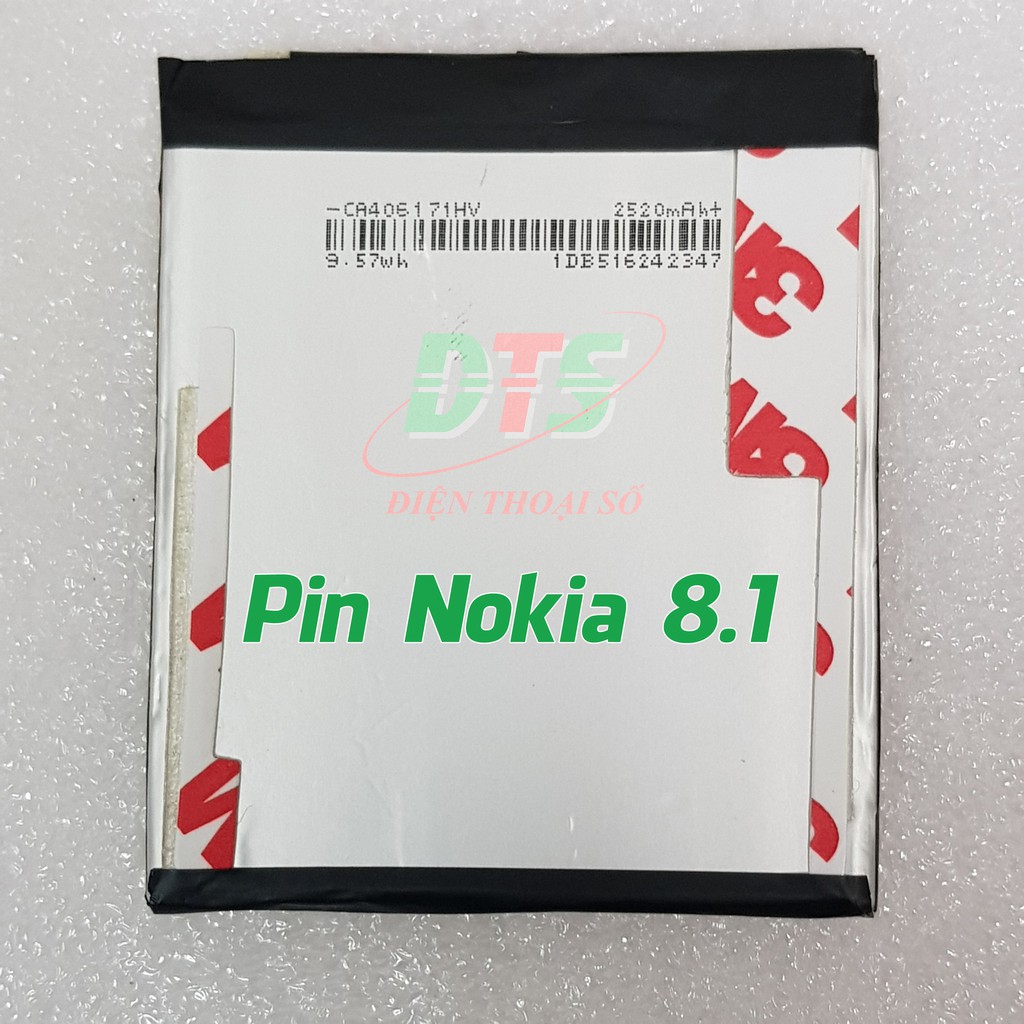 -CA406171HV 2520mAh+
9.57wh 1DB516242347
DTS
ĐIỆN THOẠI SỐ
Pin Nokia 8.1